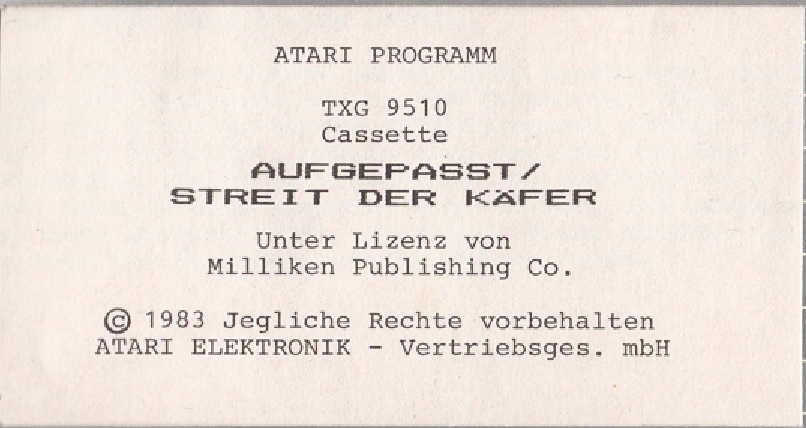 ATARI PROGRAMM
TXG 9510
Cassette
AUFGEPASST/
STREIT DER KÄFER
Unter Lizenz von
Milliken Publishing Co.
© 1983 Jegliche Rechte vorbehalten
ATARI ELEKTRONIK - Vertriebsges. mbH